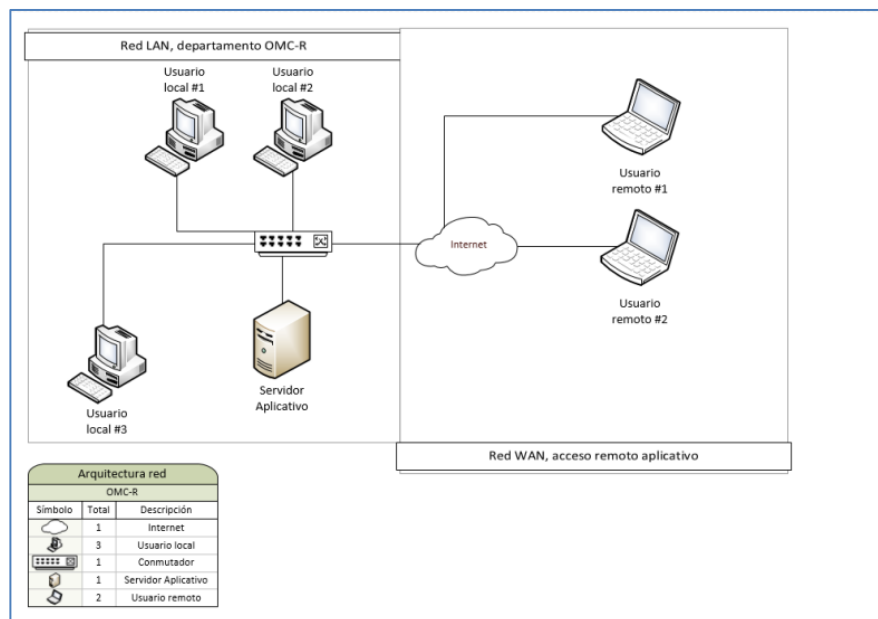 Red LAN, departamento OMC-R
Usuario
local #1
Usuario
local #2
Usuario
remoto #1
Internet
Usuario
remoto #2
Usuario
local #3
Servidor
Aplicativo
Red WAN, acceso remoto aplicativo
Arquitectura red
OMC-R
Símbolo Total Descripción
1 Internet
3 Usuario local
1 Conmutador
1 Servidor Aplicativo
2 Usuario remoto